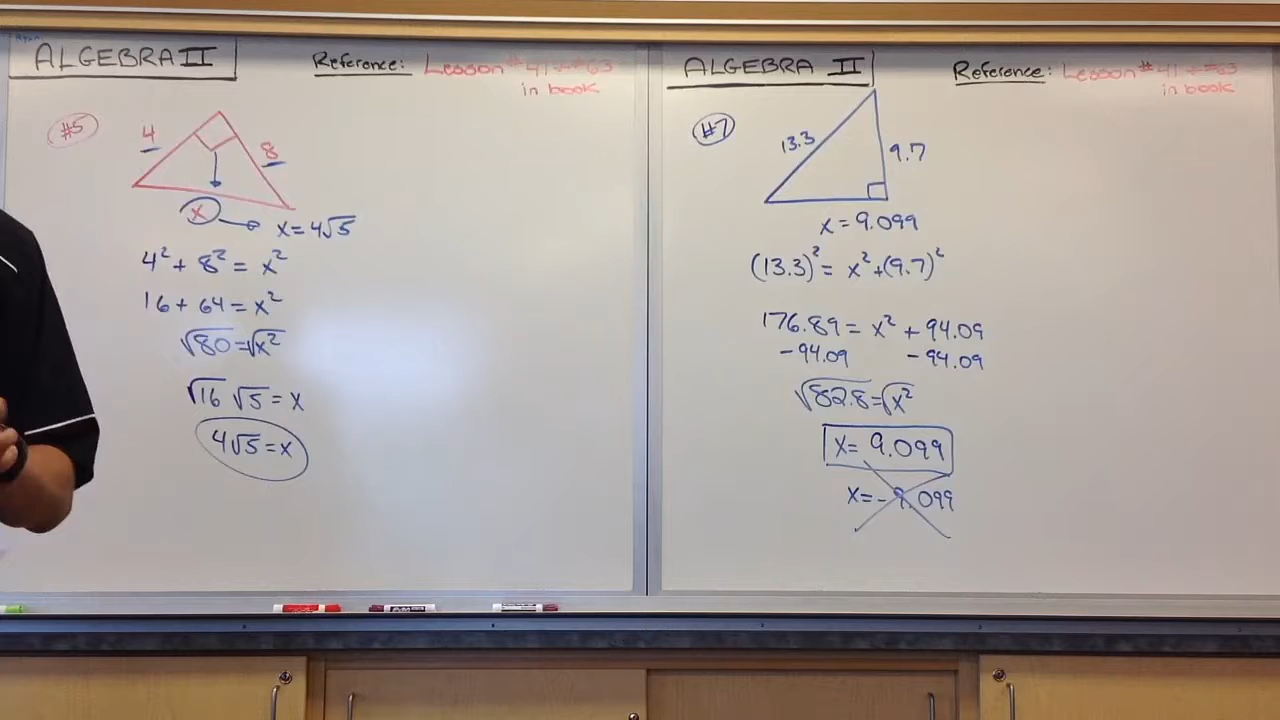 ALGEBRA II
Reference: Lesson #41 + #63
in book
#5
4
8
x
x=4√5
4² + 8² = x²
16 + 64 = x²
√80 = √x²
√16 √5 = x
4√5 = x
ALGEBRA II
Reference: Lesson #41 + #63
in book
#7
13.3
9.7
x = 9.099
(13.3)² = x² + (9.7)²
176.89 = x² + 94.09
-94.09 -94.09
√82.8 = √x²
x = 9.099
x = -9.099